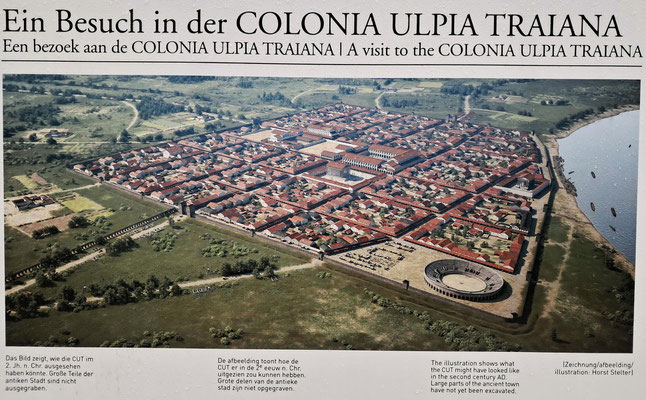 Ein Besuch in der COLONIA ULPIA TRAIANA
Een bezoek aan de COLONIA ULPIA TRAIANA | A visit to the COLONIA ULPIA TRAIANA
Das Bild zeigt, wie die CUT im
2. Jh. n. Chr. ausgesehen
haben könnte. Große Teile der
antiken Stadt sind nicht
ausgegraben.
De afbeelding toont hoe de
CUT er in de 2e eeuw n. Chr.
uitgezien zou kunnen hebben.
Grote delen van de antieke
stad zijn niet opgegraven.
The illustration shows what
the CUT might have looked like
in the second century AD.
Large parts of the ancient town
have not yet been excavated.
(Zeichnung/afbeelding/
illustration: Horst Stelter)